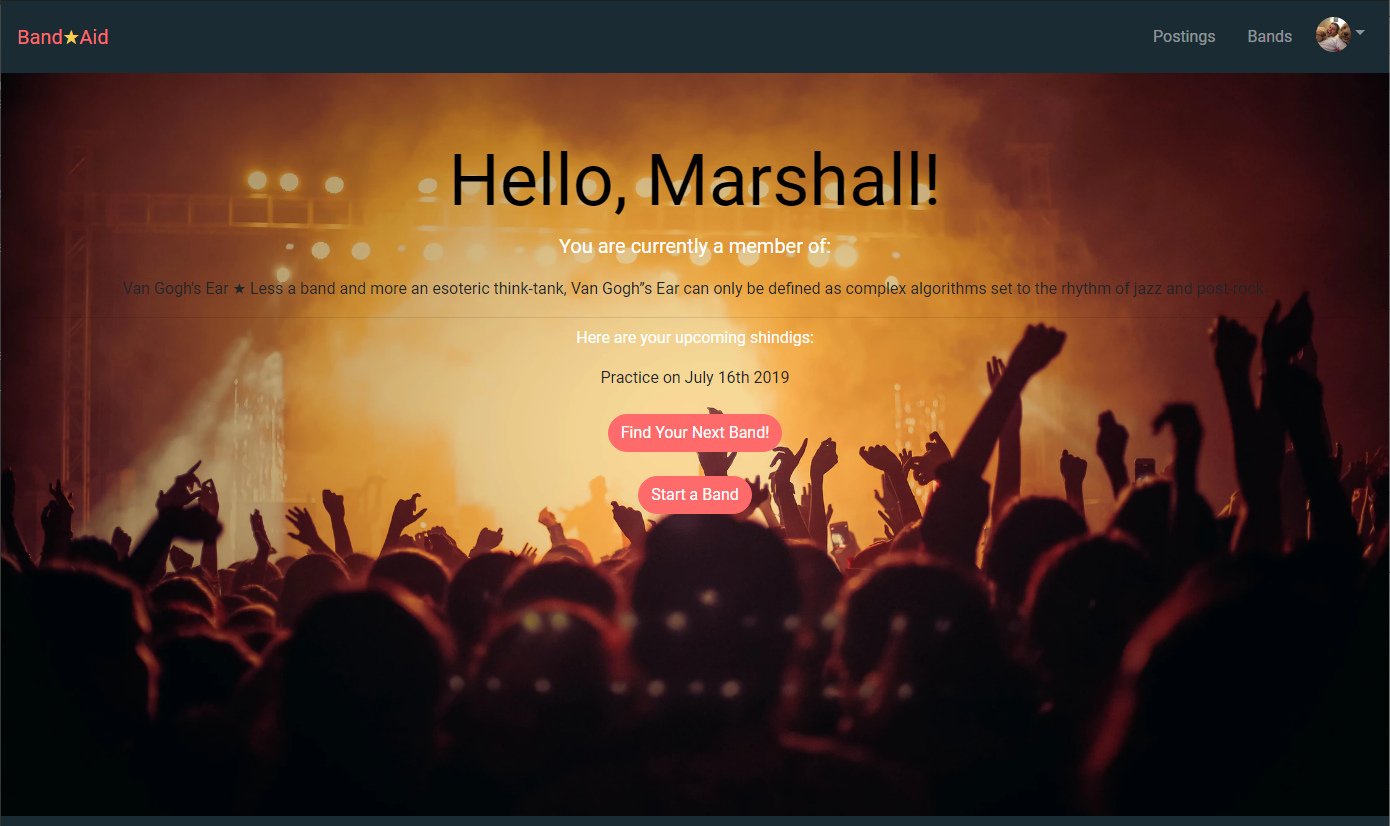 Band★Aid
Postings Bands
Hello, Marshall!
You are currently a member of:
Van Gogh's Ear ★ Less a band and more an esoteric think-tank, Van Gogh"s Ear can only be defined as complex algorithms set to the rhythm of jazz and post-rock
Here are your upcoming shindigs:
Practice on July 16th 2019
Find Your Next Band!
Start a Band